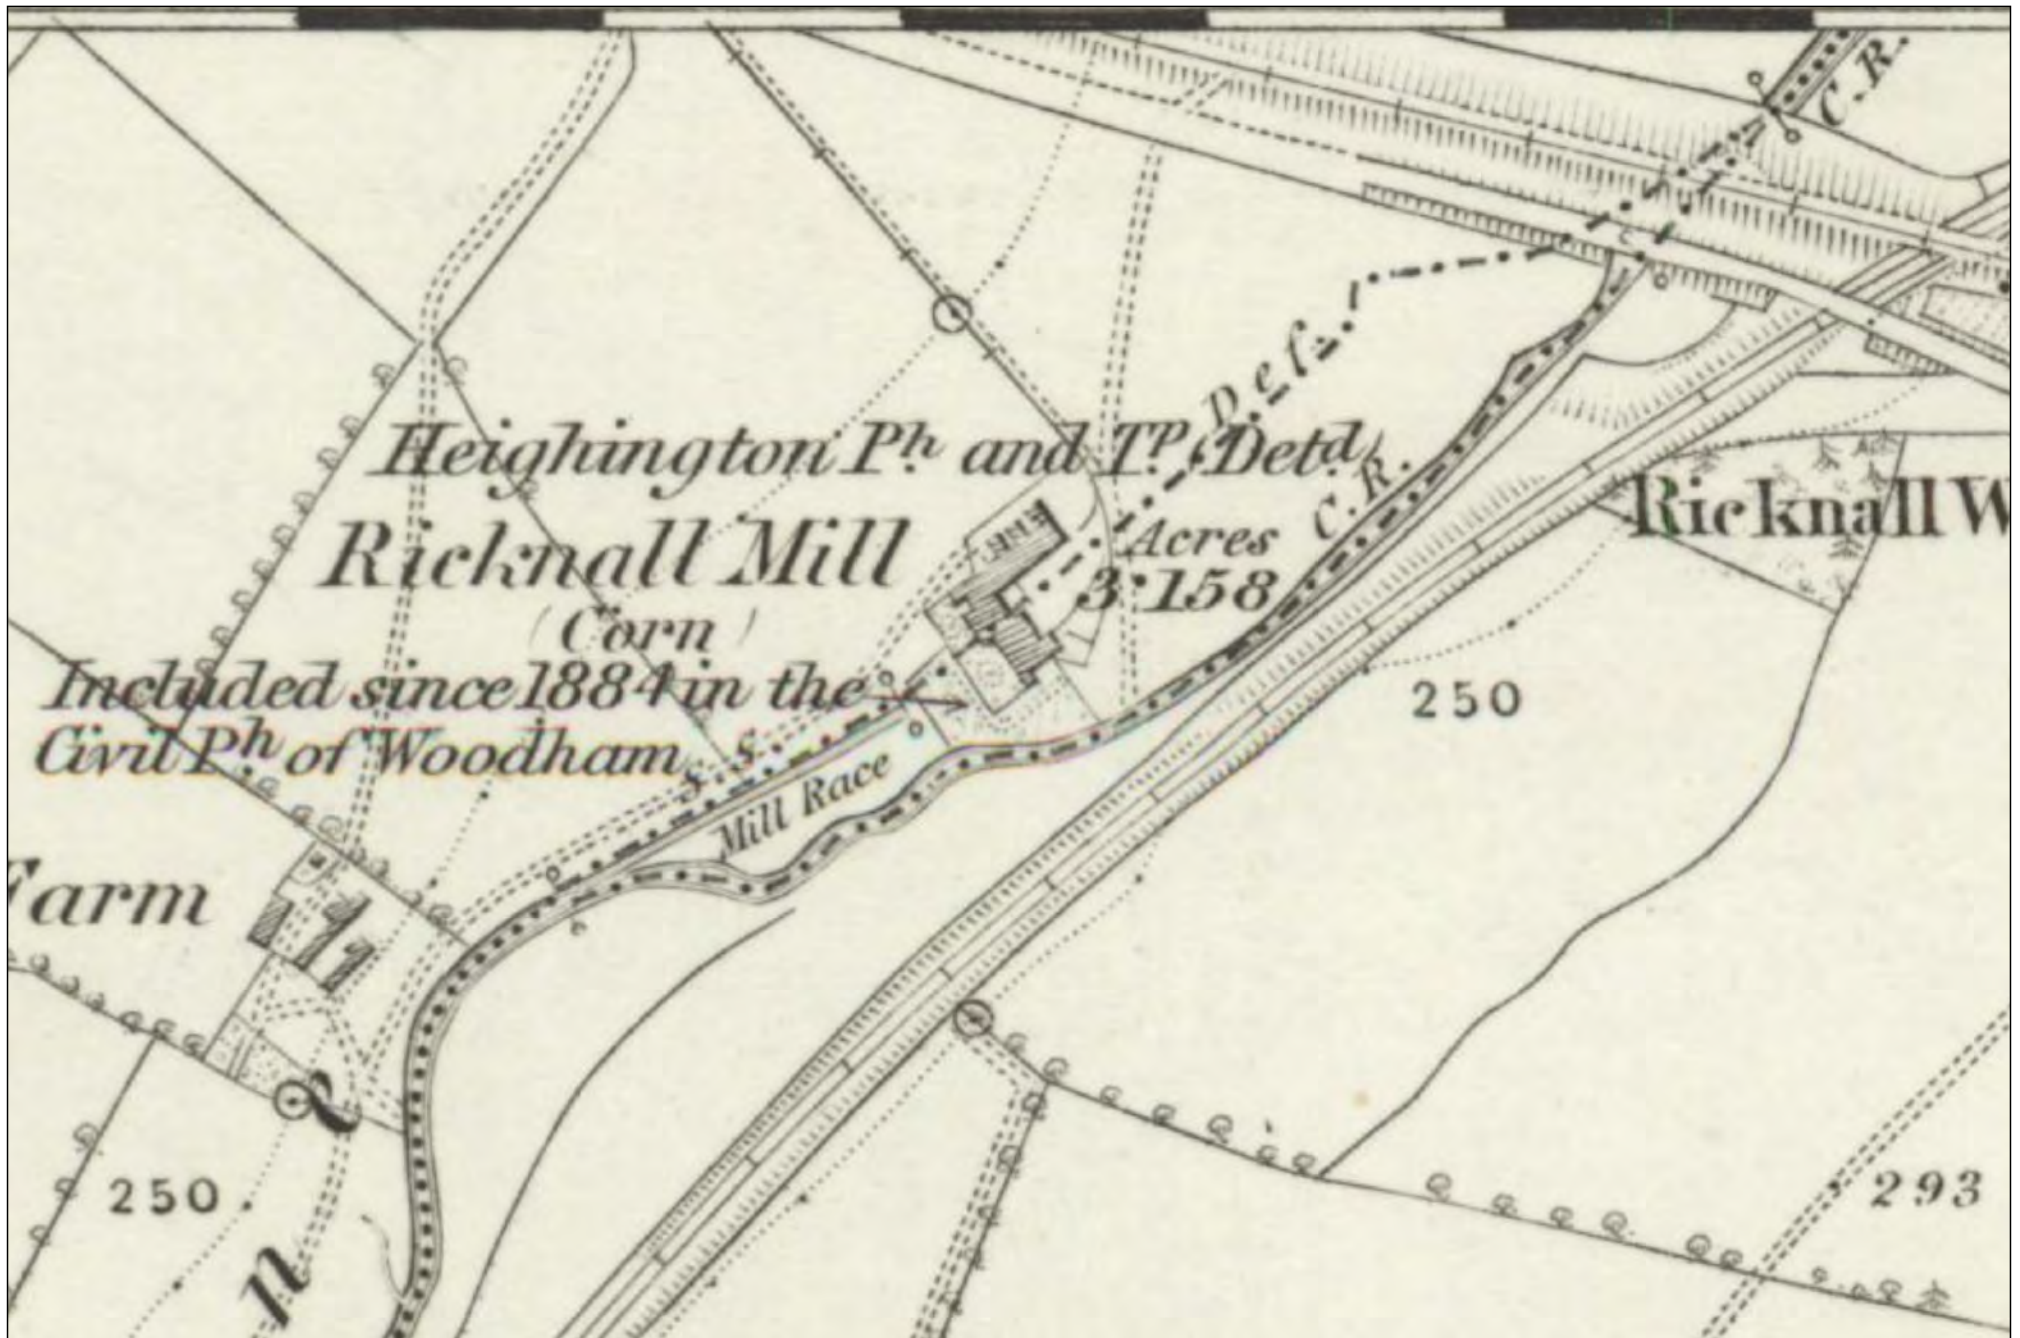 C.R.
Def.
Heighington Ph. and Tp. Detd.
C.R.
Ricknall W
Ricknall Mill
(Corn)
Acres
3·158
Included since 1884 in the
Civil Ph of Woodham
250
Mill Race
Farm
250
293
n